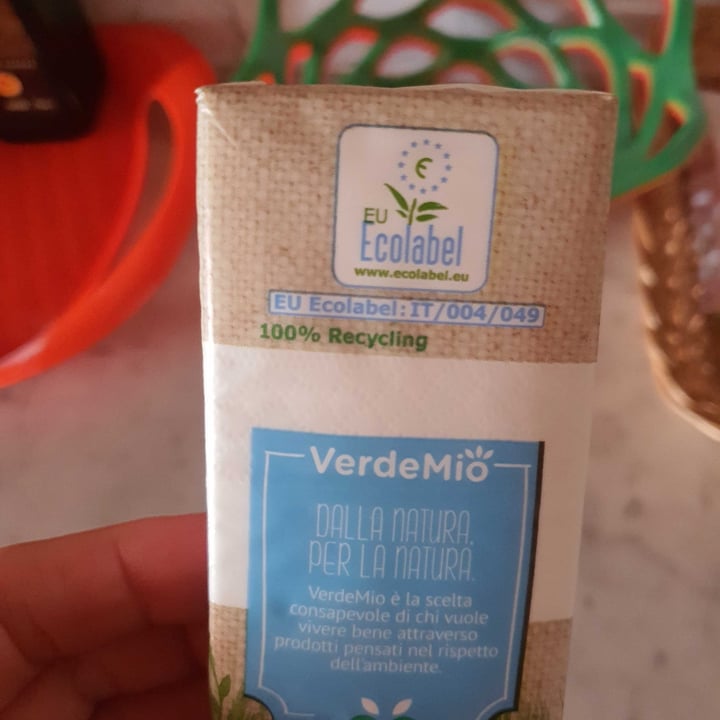 €
EU
Ecolabel
www.ecolabel.eu
EU Ecolabel : IT/004/049
100% Recycling
VerdeMio
DALLA NATURA,
PER LA NATURA.
VerdeMio è la scelta
consapevole di chi vuole
vivere bene attraverso
prodotti pensati nel rispetto
dell'ambiente.